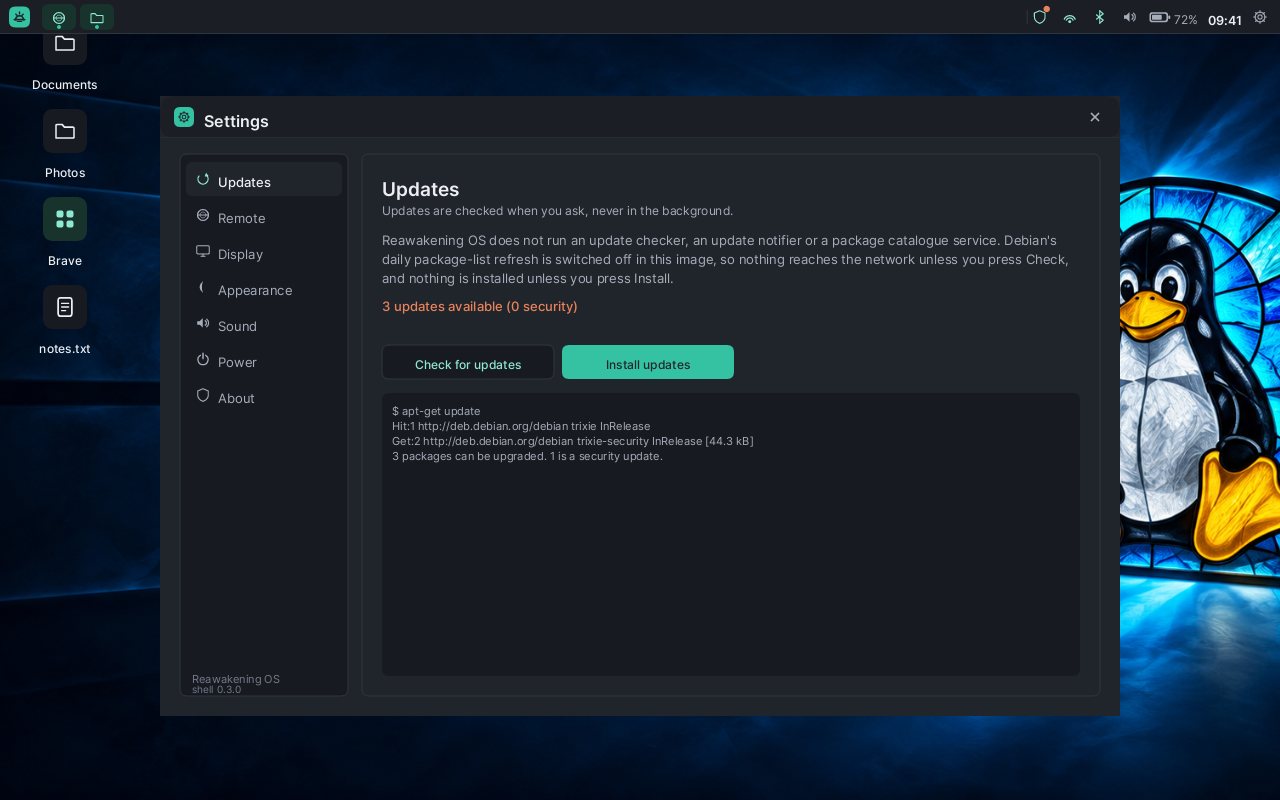 72%
09:41
Documents
Photos
Brave
notes.txt
Settings
Updates
Remote
Display
Appearance
Sound
Power
About
Reawakening OS
shell 0.3.0
Updates
Updates are checked when you ask, never in the background.
Reawakening OS does not run an update checker, an update notifier or a package catalogue service. Debian's
daily package-list refresh is switched off in this image, so nothing reaches the network unless you press Check,
and nothing is installed unless you press Install.
3 updates available (0 security)
Check for updates
Install updates
$ apt-get update
Hit:1 http://deb.debian.org/debian trixie InRelease
Get:2 http://deb.debian.org/debian trixie-security InRelease [44.3 kB]
3 packages can be upgraded. 1 is a security update.